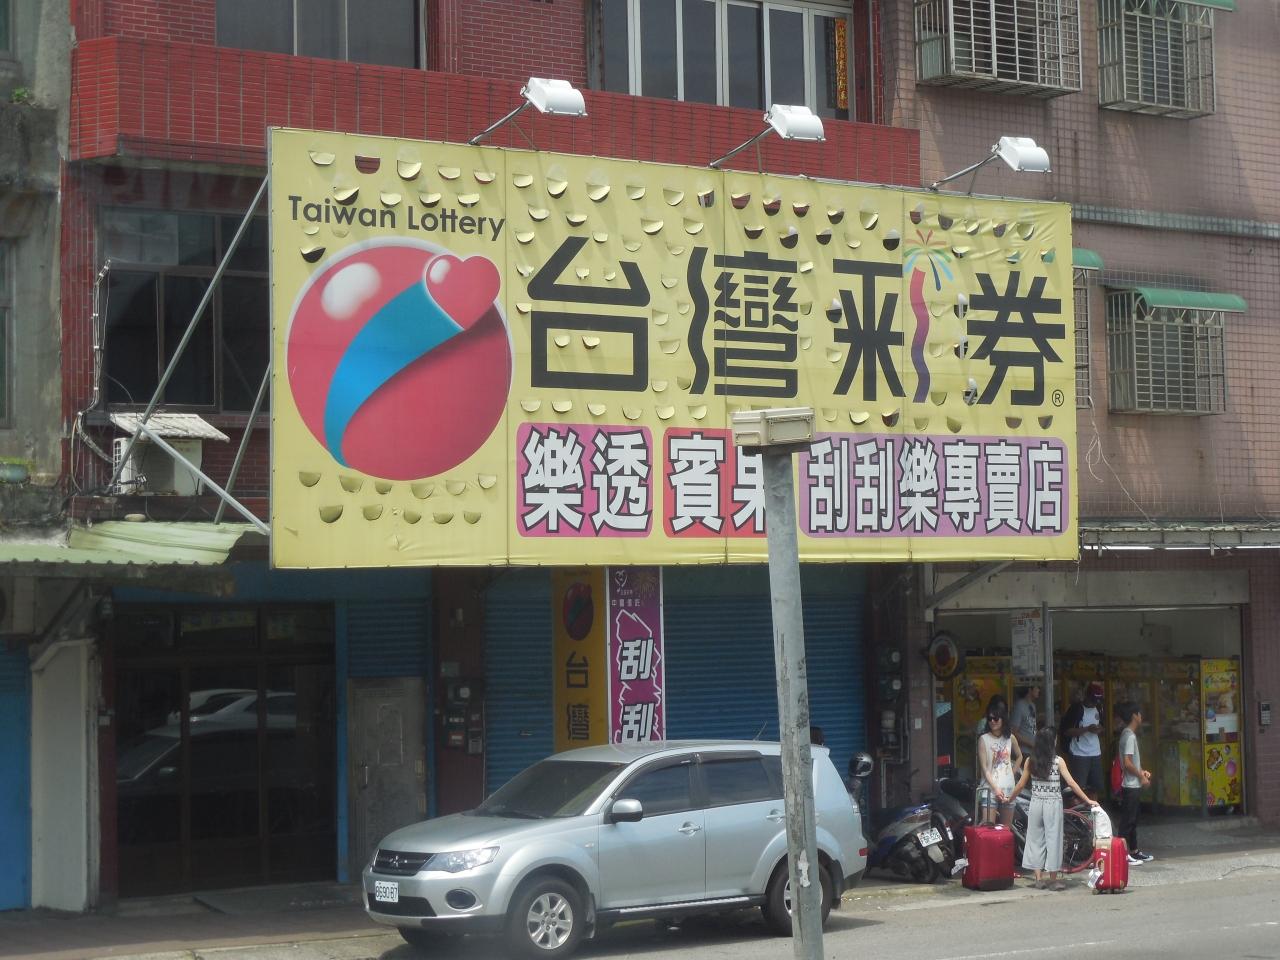 Taiwan Lottery
台灣彩券®
樂透 賓果 刮刮樂專賣店
台灣
刮刮